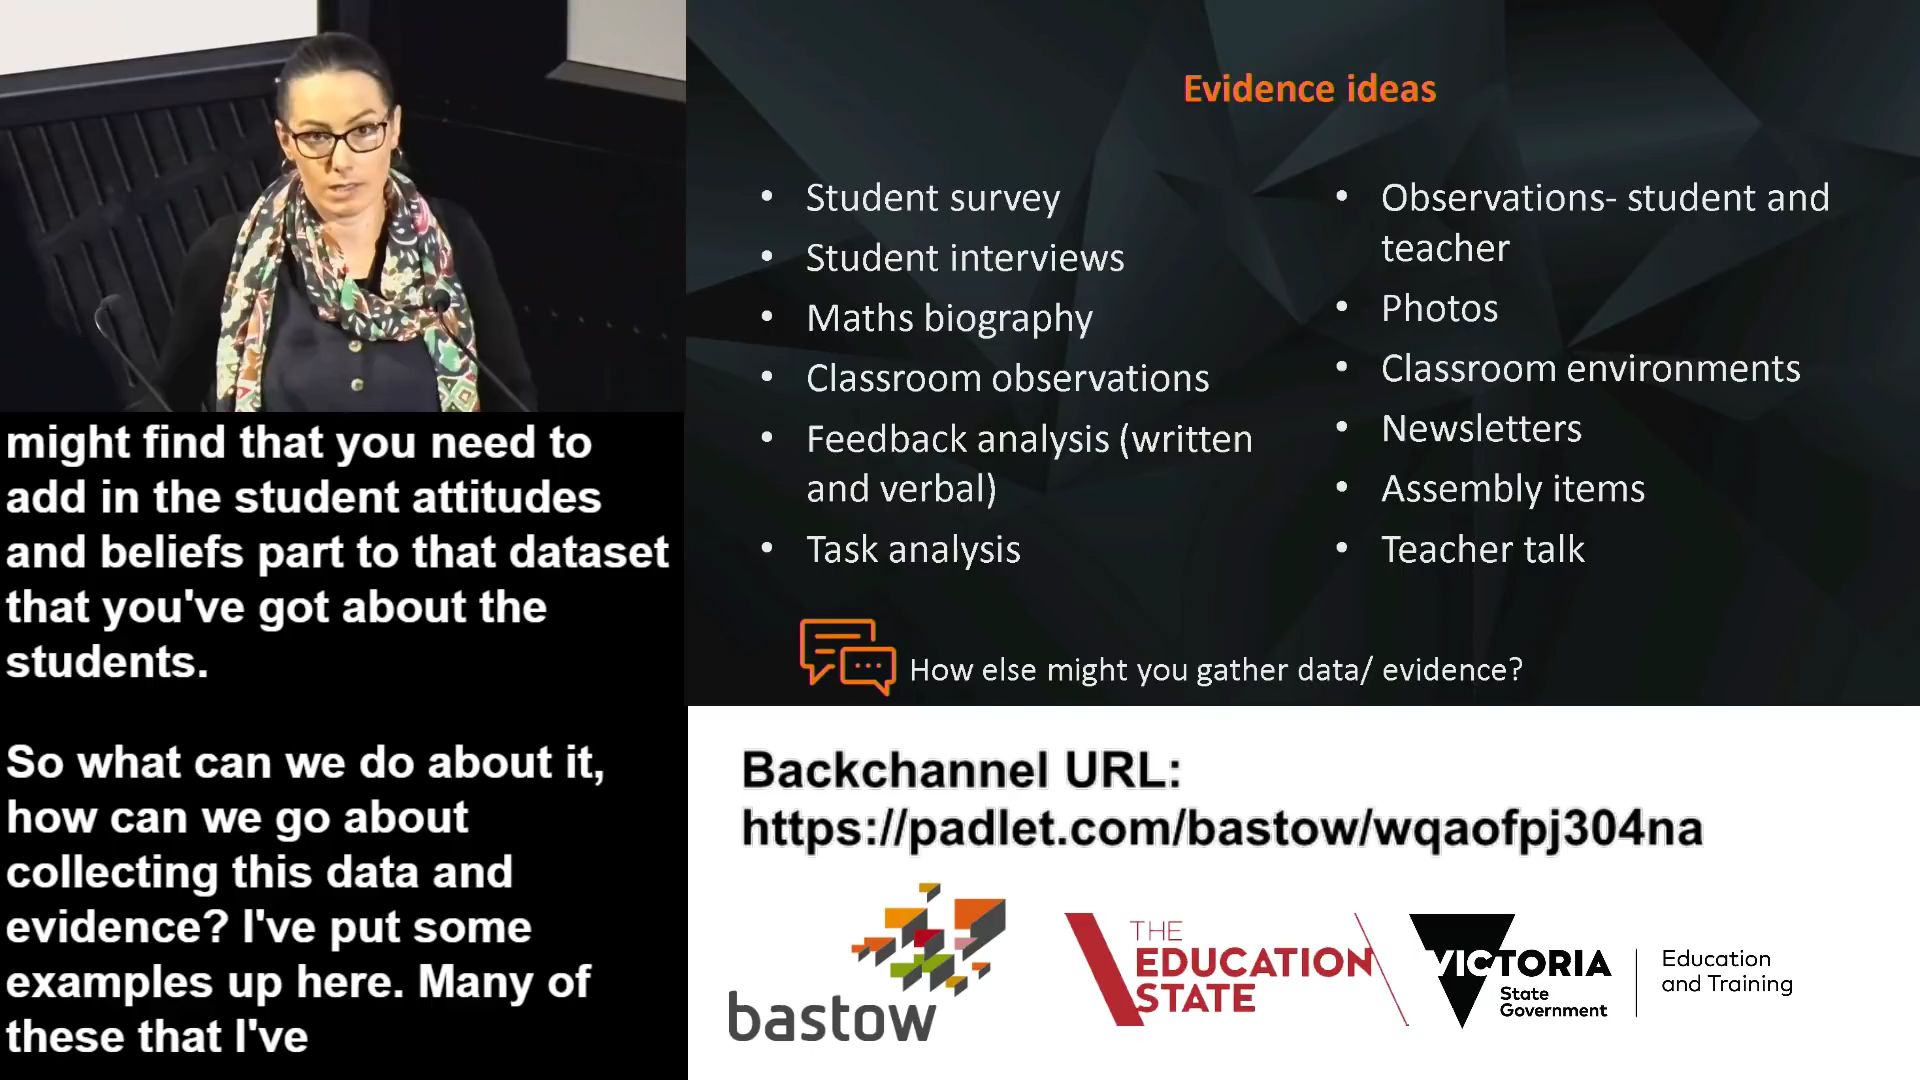 might find that you need to
add in the student attitudes
and beliefs part to that dataset
that you've got about the
students.
So what can we do about it,
how can we go about
collecting this data and
evidence? I've put some
examples up here. Many of
these that I've
Evidence ideas
• Student survey
• Student interviews
• Maths biography
• Classroom observations
• Feedback analysis (written
and verbal)
• Task analysis
• Observations- student and
teacher
• Photos
• Classroom environments
• Newsletters
• Assembly items
• Teacher talk
How else might you gather data/ evidence?
Backchannel URL:
https://padlet.com/bastow/wqaofpj304na
bastow
THE
EDUCATION
STATE
VICTORIA
State
Government
Education
and Training